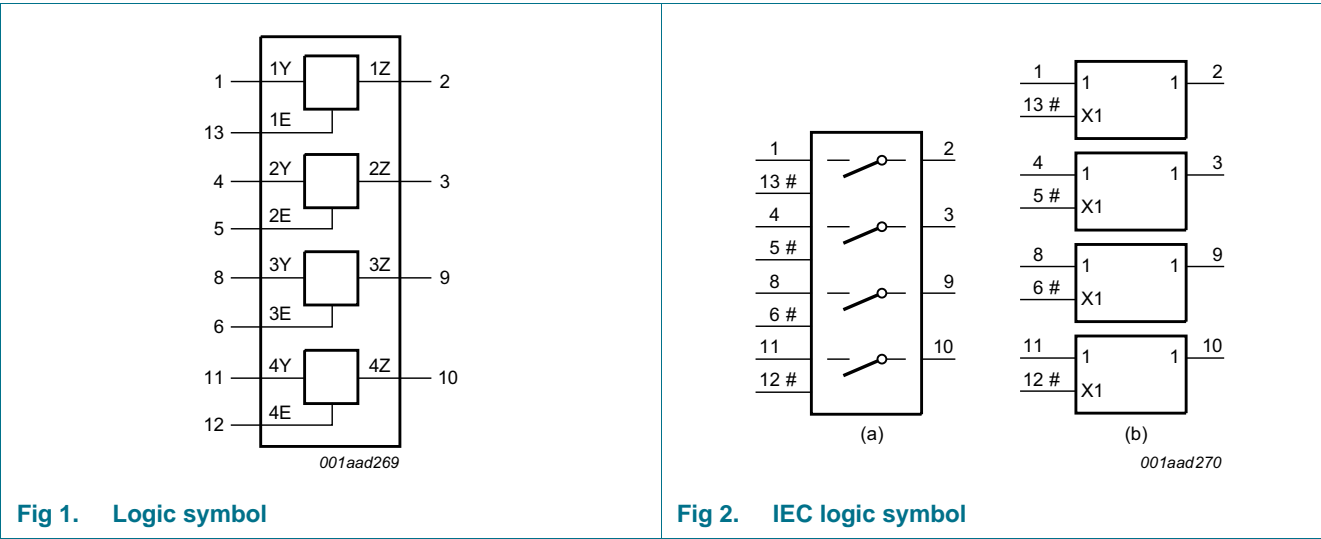 1Y 1Z
1 2
1E
13
2Y 2Z
4 3
2E
5
3Y 3Z
8 9
3E
6
4Y 4Z
11 10
4E
12
001aad269
Fig 1. Logic symbol
1 2
13 #
4 3
5 #
8 9
6 #
11 10
12 #
(a)
1 2
1 1
13 # X1
4 3
1 1
5 # X1
8 9
1 1
6 # X1
11 10
1 1
12 # X1
(b)
001aad270
Fig 2. IEC logic symbol